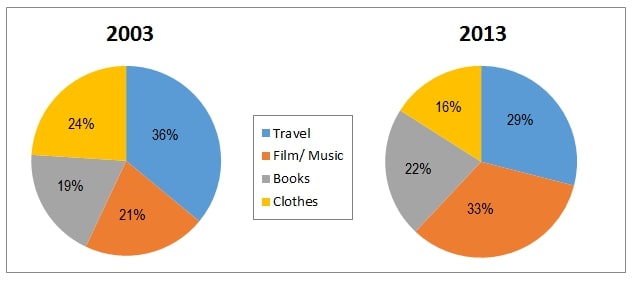 2003
2013
36%
21%
19%
24%
Travel
Film/ Music
Books
Clothes
29%
33%
22%
16%